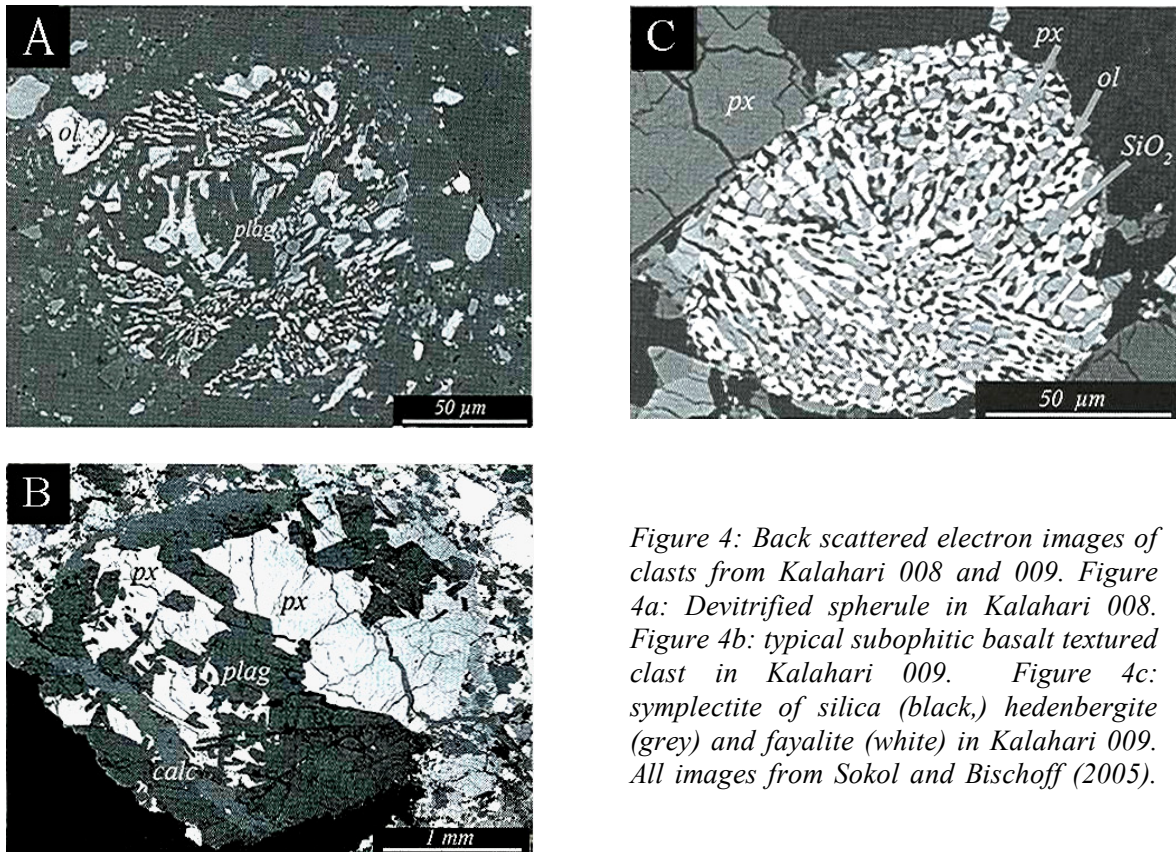 A
ol
plag
50 µm
B
px
px
plag
calc
1 mm
C
px
px
ol
SiO₂
50 µm
Figure 4: Back scattered electron images of
clasts from Kalahari 008 and 009. Figure
4a: Devitrified spherule in Kalahari 008.
Figure 4b: typical subophitic basalt textured
clast in Kalahari 009. Figure 4c:
symplectite of silica (black,) hedenbergite
(grey) and fayalite (white) in Kalahari 009.
All images from Sokol and Bischoff (2005).